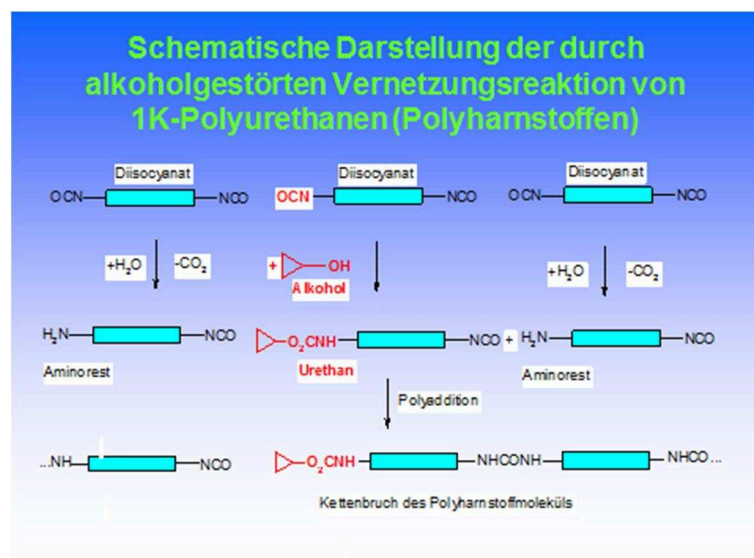 Schematische Darstellung der durch
alkoholgestörten Vernetzungsreaktion von
1K-Polyurethanen (Polyharnstoffen)
Diisocyanat Diisocyanat Diisocyanat
OCN NCO OCN NCO OCN NCO
+H₂O -CO₂ + OH +H₂O -CO₂
Alkohol
H₂N NCO O₂CNH NCO + H₂N NCO
Aminorest Urethan Aminorest
Polyaddition
...NH NCO O₂CNH NHCONH NHCO...
Kettenbruch des Polyharnstoffmoleküls